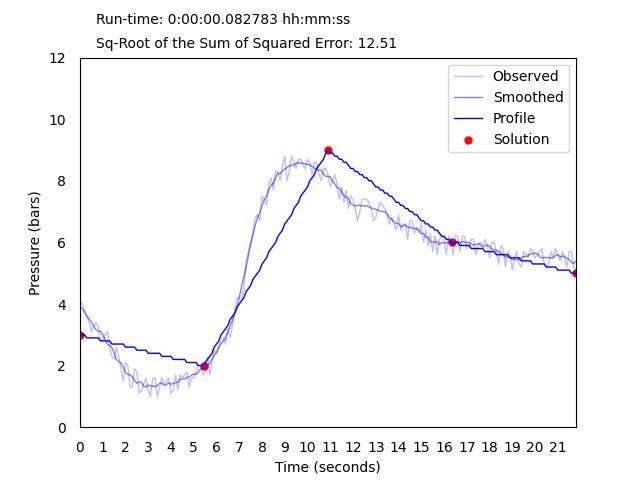 Run-time: 0:00:00.082783 hh:mm:ss
Sq-Root of the Sum of Squared Error: 12.51
Observed
Smoothed
Profile
Solution
12
10
8
6
4
2
0
Pressure (bars)
0 1 2 3 4 5 6 7 8 9 10 11 12 13 14 15 16 17 18 19 20 21
Time (seconds)